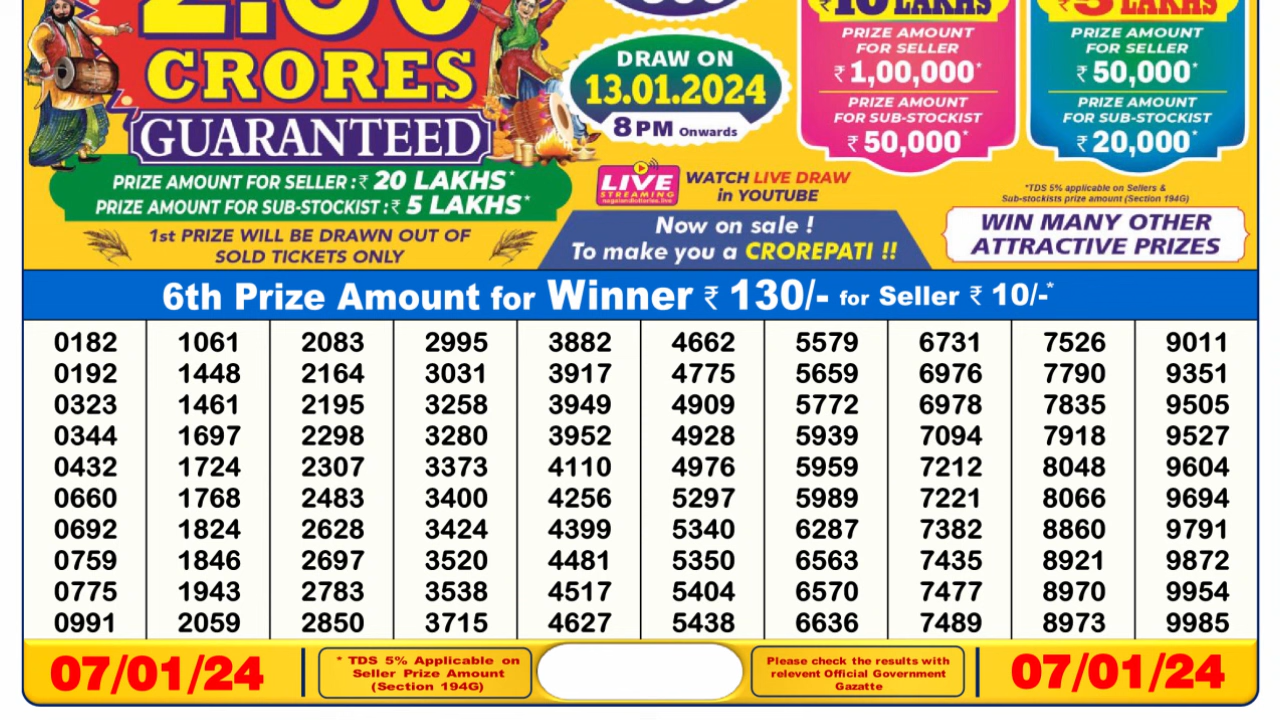 CRORES
GUARANTEED
PRIZE AMOUNT FOR SELLER :₹ 20 LAKHS*
PRIZE AMOUNT FOR SUB-STOCKIST :₹ 5 LAKHS*
1st PRIZE WILL BE DRAWN OUT OF
SOLD TICKETS ONLY
DRAW ON
13.01.2024
8 PM Onwards
LIVE
STREAMING
nagalandlotteries.live
WATCH LIVE DRAW
in YOUTUBE
Now on sale !
To make you a CROREPATI !!
₹10 LAKHS
PRIZE AMOUNT
FOR SELLER
₹ 1,00,000*
PRIZE AMOUNT
FOR SUB-STOCKIST
₹ 50,000*
₹5 LAKHS
PRIZE AMOUNT
FOR SELLER
₹ 50,000*
PRIZE AMOUNT
FOR SUB-STOCKIST
₹ 20,000*
*TDS 5% applicable on Sellers &
Sub-stockists prize amount (Section 194G)
WIN MANY OTHER
ATTRACTIVE PRIZES
6th Prize Amount for Winner ₹ 130/- for Seller ₹ 10/-*
0182 1061 2083 2995 3882 4662 5579 6731 7526 9011
0192 1448 2164 3031 3917 4775 5659 6976 7790 9351
0323 1461 2195 3258 3949 4909 5772 6978 7835 9505
0344 1697 2298 3280 3952 4928 5939 7094 7918 9527
0432 1724 2307 3373 4110 4976 5959 7212 8048 9604
0660 1768 2483 3400 4256 5297 5989 7221 8066 9694
0692 1824 2628 3424 4399 5340 6287 7382 8860 9791
0759 1846 2697 3520 4481 5350 6563 7435 8921 9872
0775 1943 2783 3538 4517 5404 6570 7477 8970 9954
0991 2059 2850 3715 4627 5438 6636 7489 8973 9985
07/01/24
* TDS 5% Applicable on
Seller Prize Amount
(Section 194G)
Please check the results with
relevent Official Government
Gazatte
07/01/24